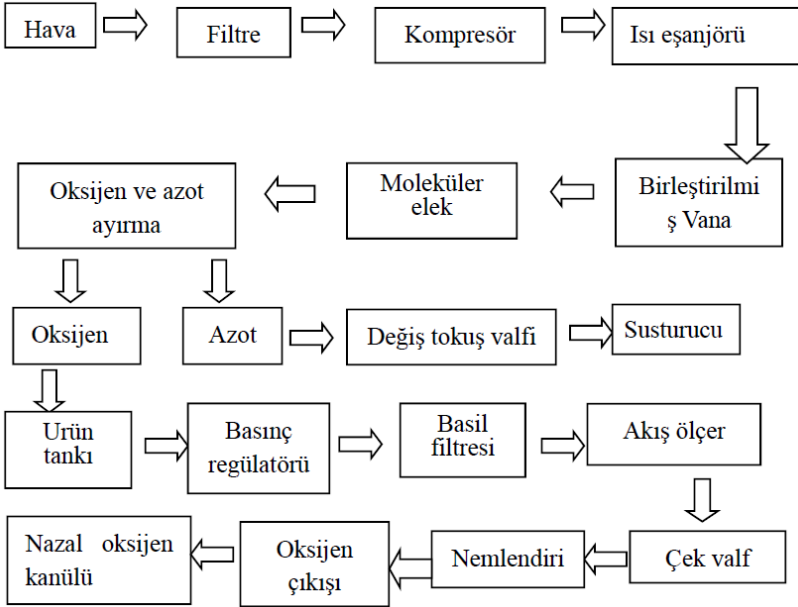 Hava
Filtre
Kompresör
Isı eşanjörü
Birleştirilmi
ş Vana
Moleküler
elek
Oksijen ve azot
ayırma
Oksijen
Azot
Değiş tokuş valfi
Susturucu
Urün
tankı
Basınç
regülatörü
Basil
filtresi
Akış ölçer
Çek valf
Nemlendiri
Oksijen
çıkışı
Nazal oksijen
kanülü